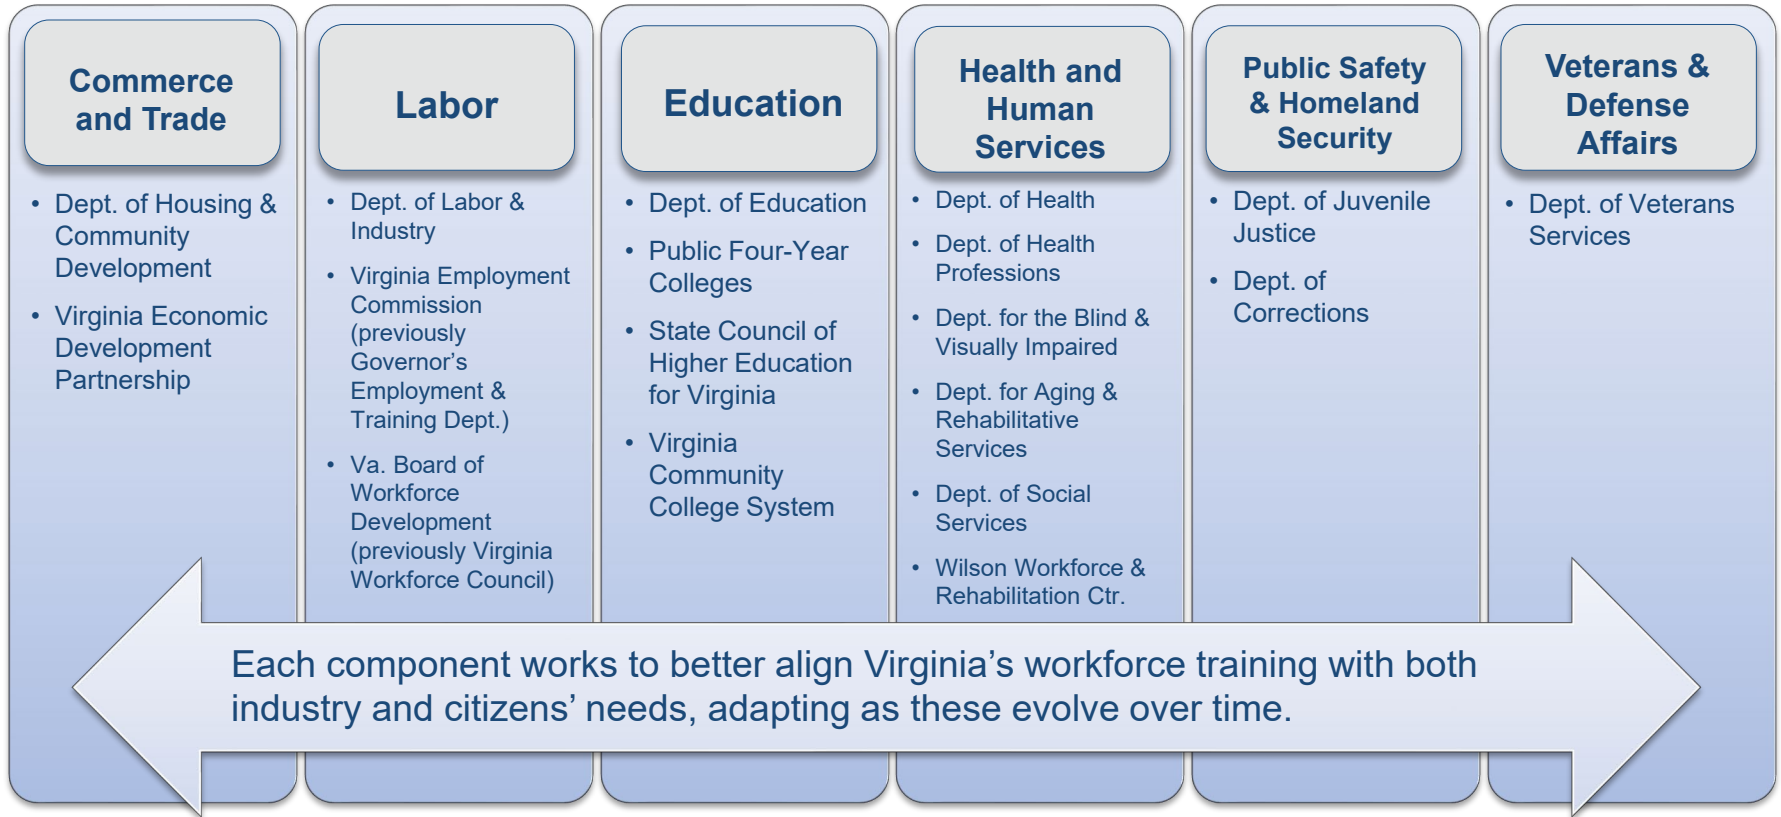 Commerce
and Trade
• Dept. of Housing &
Community
Development
• Virginia Economic
Development
Partnership
Labor
• Dept. of Labor &
Industry
• Virginia Employment
Commission
(previously
Governor’s
Employment &
Training Dept.)
• Va. Board of
Workforce
Development
(previously Virginia
Workforce Council)
Education
• Dept. of Education
• Public Four-Year
Colleges
• State Council of
Higher Education
for Virginia
• Virginia
Community
College System
Health and
Human
Services
• Dept. of Health
• Dept. of Health
Professions
• Dept. for the Blind &
Visually Impaired
• Dept. for Aging &
Rehabilitative
Services
• Dept. of Social
Services
• Wilson Workforce &
Rehabilitation Ctr.
Public Safety
& Homeland
Security
• Dept. of Juvenile
Justice
• Dept. of
Corrections
Veterans &
Defense
Affairs
• Dept. of Veterans
Services
Each component works to better align Virginia’s workforce training with both
industry and citizens’ needs, adapting as these evolve over time.